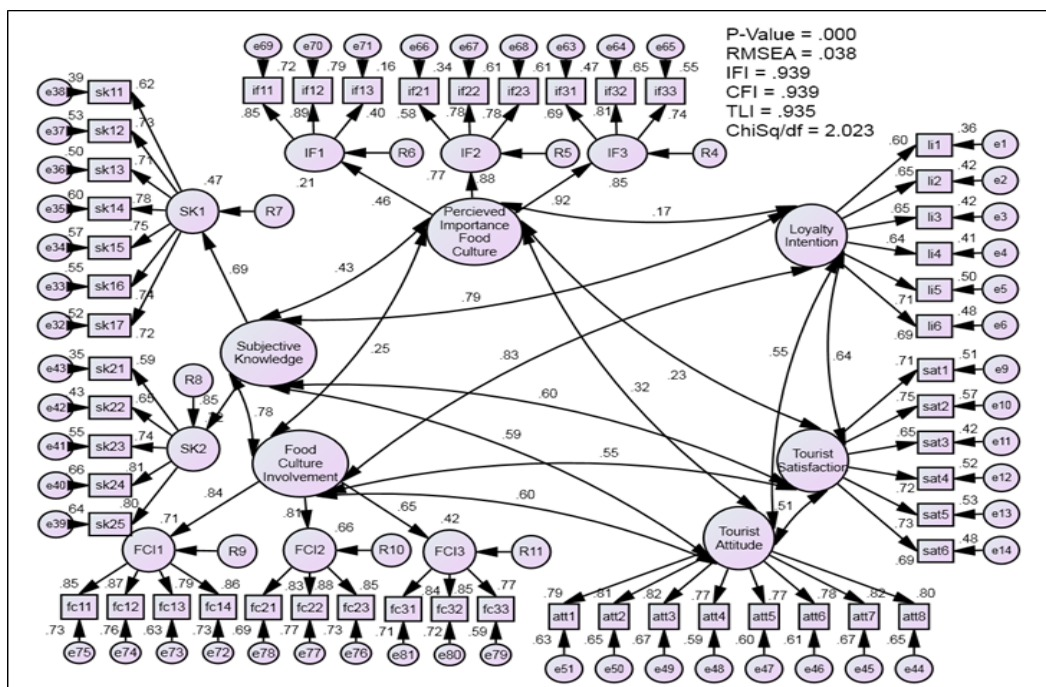 P-Value = .000
RMSEA = .038
IFI = .939
CFI = .939
TLI = .935
ChiSq/df = 2.023
e69 e70 e71 e66 e67 e68 e63 e64 e65
.72 .79 .16 .34 .61 .61 .47 .65 .55
if11 if12 if13 if21 if22 if23 if31 if32 if33
.85 .89 .40 .58 .78 .78 .69 .81 .74
IF1 R6 IF2 R5 IF3 R4
.21 .77 .88 .85
.46 .92 .17
Percieved
Importance
Food
Culture
.39
e38 sk11 .62
.53
e37 sk12 .73
.50
e36 sk13 .71
.60
e35 sk14 .78
.57
e34 sk15 .75
.55
e33 sk16 .74
.52
e32 sk17 .72
.47
SK1 R7
.69 .43 .79
Subjective
Knowledge
.35
e43 sk21 .59
.43
e42 sk22 .65
.55
e41 sk23 .74
.66
e40 sk24 .81
.64
e39 sk25 .80
R8
.85
SK2
.78 .25 .83 .32 .23 .55 .64
.60 .59 .55 .60 .51
Food
Culture
Involvement
.84 .81 .65
.71 .66 .42
FCI1 R9 FCI2 R10 FCI3 R11
.85 .87 .79 .86 .83 .88 .85 .84 .85 .77
fc11 fc12 fc13 fc14 fc21 fc22 fc23 fc31 fc32 fc33
.73 .76 .63 .73 .69 .77 .73 .71 .72 .59
e75 e74 e73 e72 e78 e77 e76 e81 e80 e79
Loyalty
Intention
.60 li1 .36 e1
.65 li2 .42 e2
.65 li3 .42 e3
.64 li4 .41 e4
.71 li5 .50 e5
.69 li6 .48 e6
Tourist
Satisfaction
.71 sat1 .51 e9
.75 sat2 .57 e10
.65 sat3 .42 e11
.72 sat4 .52 e12
.73 sat5 .53 e13
.69 sat6 .48 e14
Tourist
Attitude
.79 .81 .82 .77 .77 .78 .82 .80
att1 att2 att3 att4 att5 att6 att7 att8
.63 .65 .67 .59 .60 .61 .67 .65
e51 e50 e49 e48 e47 e46 e45 e44